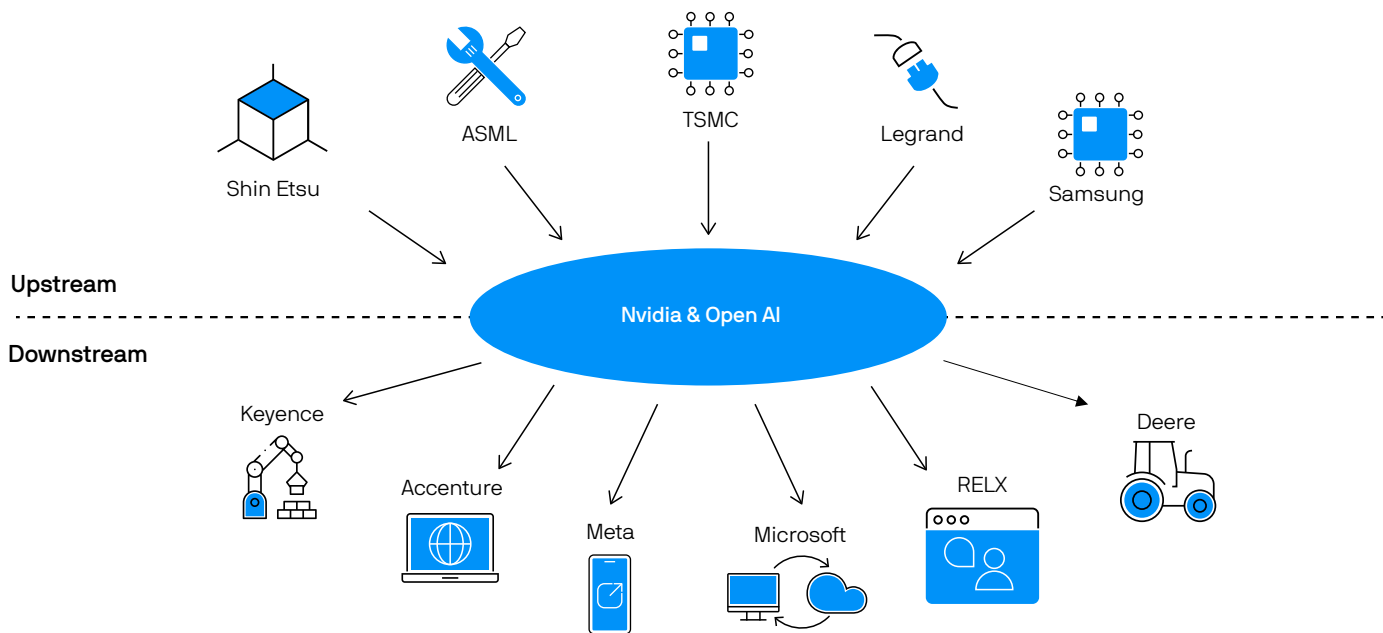 ASML
TSMC
Legrand
Shin Etsu
Samsung
Upstream
Nvidia & Open AI
Downstream
Keyence
Deere
Accenture
RELX
Meta
Microsoft